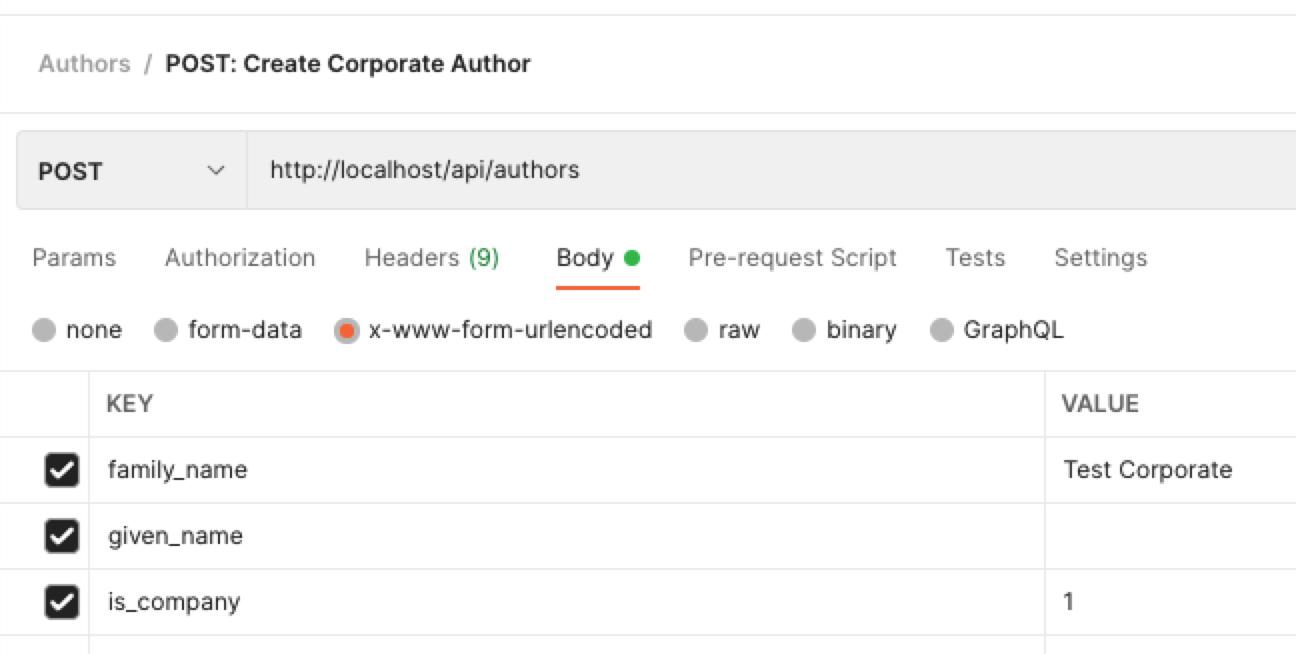 Authors / POST: Create Corporate Author
POST http://localhost/api/authors
Params Authorization Headers (9) Body Pre-request Script Tests Settings
none form-data x-www-form-urlencoded raw binary GraphQL
KEY VALUE
family_name Test Corporate
given_name
is_company 1